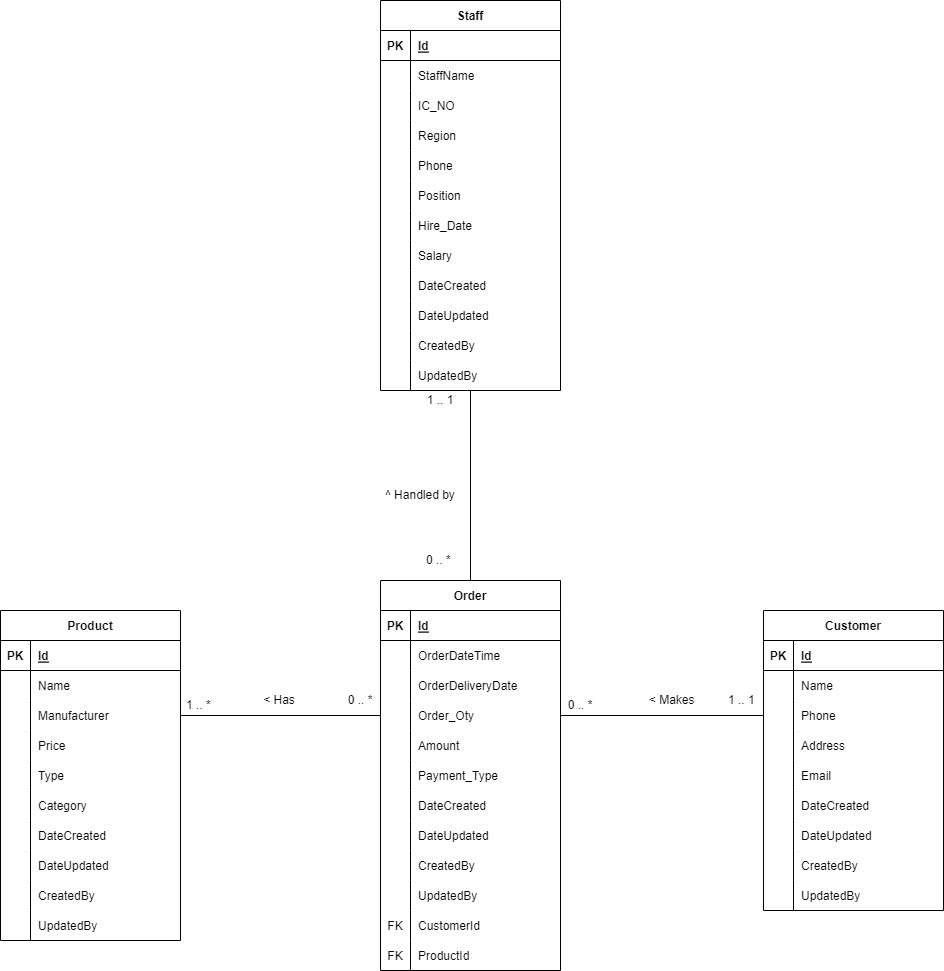 Staff
PK Id
StaffName
IC_NO
Region
Phone
Position
Hire_Date
Salary
DateCreated
DateUpdated
CreatedBy
UpdatedBy
1 .. 1
^ Handled by
0 .. *
Product
PK Id
Name
Manufacturer
Price
Type
Category
DateCreated
DateUpdated
CreatedBy
UpdatedBy
1 .. *
< Has
0 .. *
Order
PK Id
OrderDateTime
OrderDeliveryDate
Order_Qty
Amount
Payment_Type
DateCreated
DateUpdated
CreatedBy
UpdatedBy
FK CustomerId
FK ProductId
0 .. *
< Makes
1 .. 1
Customer
PK Id
Name
Phone
Address
Email
DateCreated
DateUpdated
CreatedBy
UpdatedBy